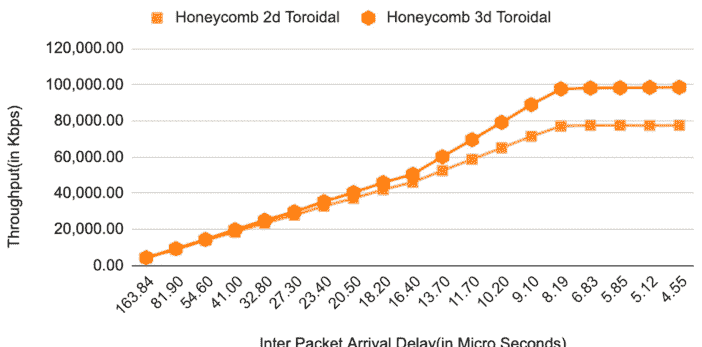 Honeycomb 2d Toroidal Honeycomb 3d Toroidal
120,000.00
100,000.00
80,000.00
60,000.00
40,000.00
20,000.00
0.00
Throughput(in Kbps)
163.84 81.90 54.60 41.00 32.80 27.30 23.40 20.50 18.20 16.40 13.70 11.70 10.20 9.10 8.19 6.83 5.85 5.12 4.55
Inter Packet Arrival Delay(in Micro Seconds)